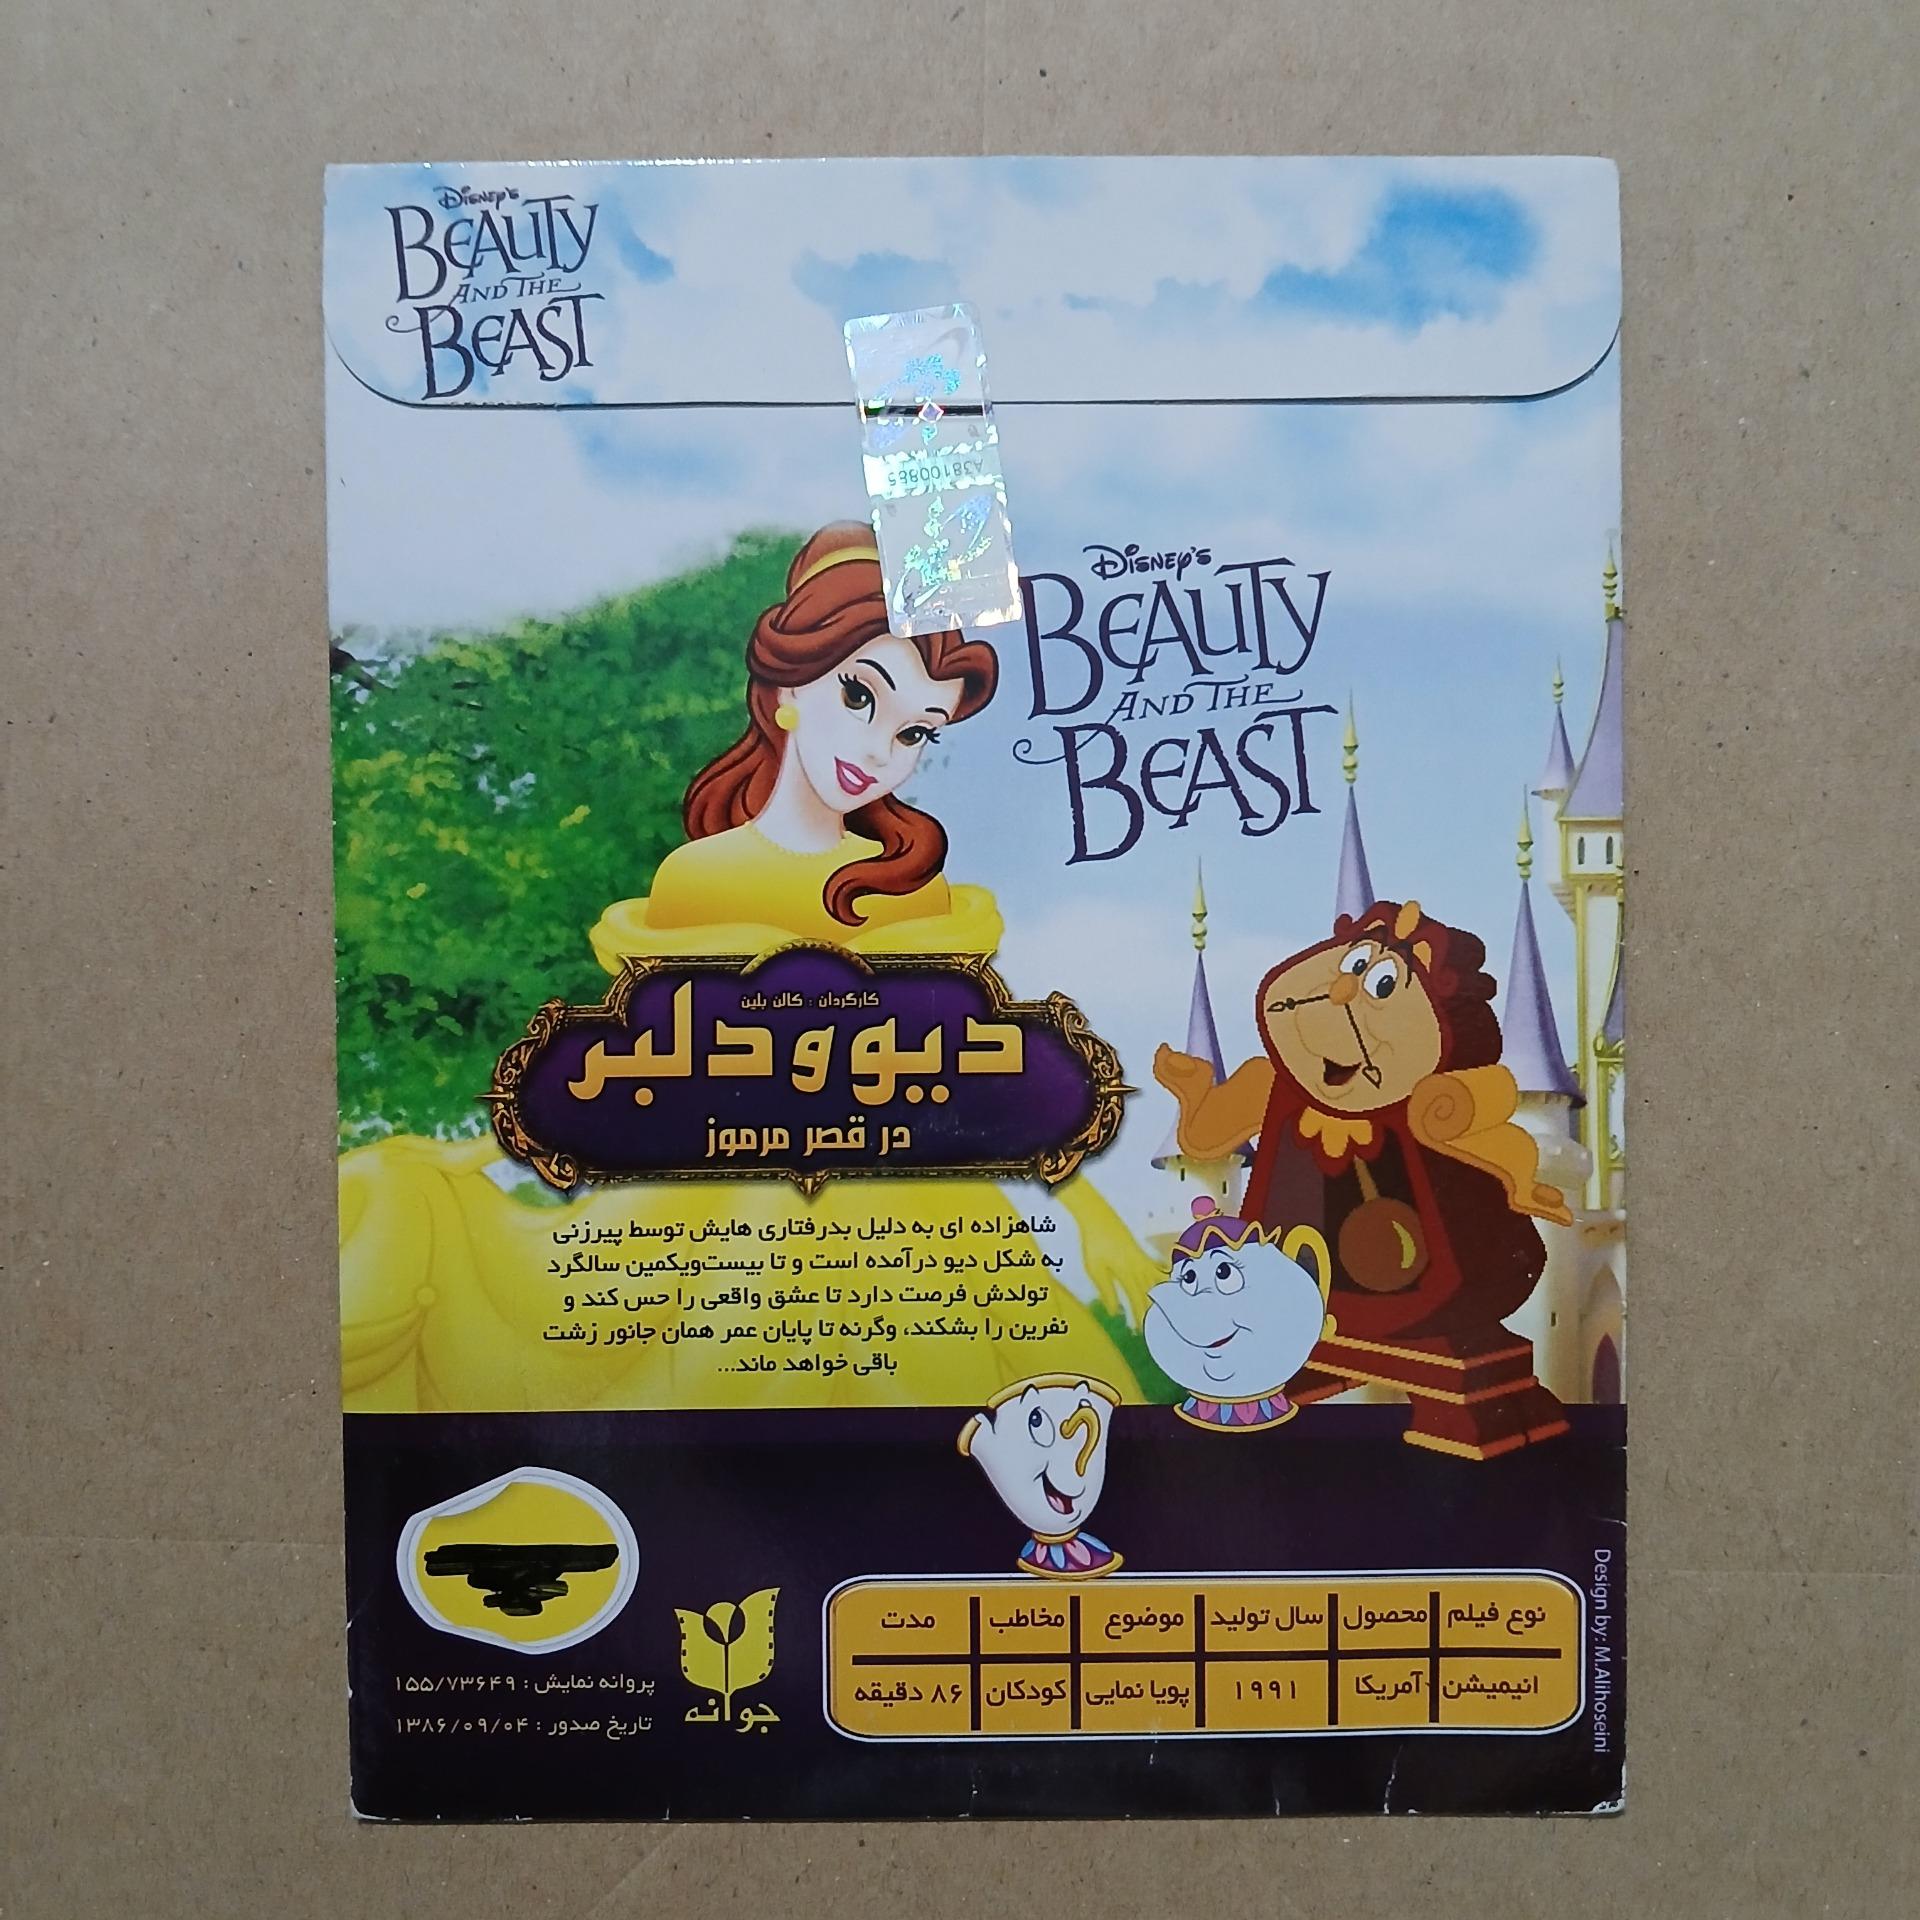 Disney's
BEAUTY
AND THE
BEAST
A38100885
Disney's
BEAUTY
AND THE
BEAST
کارگردان : کالن بلین
دیو و دلبر
در قصر مرموز
شاهزاده ای به دلیل بدرفتاری هایش توسط پیرزنی
به شکل دیو درآمده است و تا بیست‌ویکمین سالگرد
تولدش فرصت دارد تا عشق واقعی را حس کند و
نفرین را بشکند، وگرنه تا پایان عمر همان جانور زشت
باقی خواهد ماند...
نوع فیلم محصول سال تولید موضوع مخاطب مدت
انیمیشن آمریکا ۱۹۹۱ پویا نمایی کودکان ۸۶ دقیقه
جوانه
پروانه نمایش : ۱۵۵/۷۳۶۴۹
تاریخ صدور : ۱۳۸۶/۰۹/۰۴
Design by: M.Alihoseini